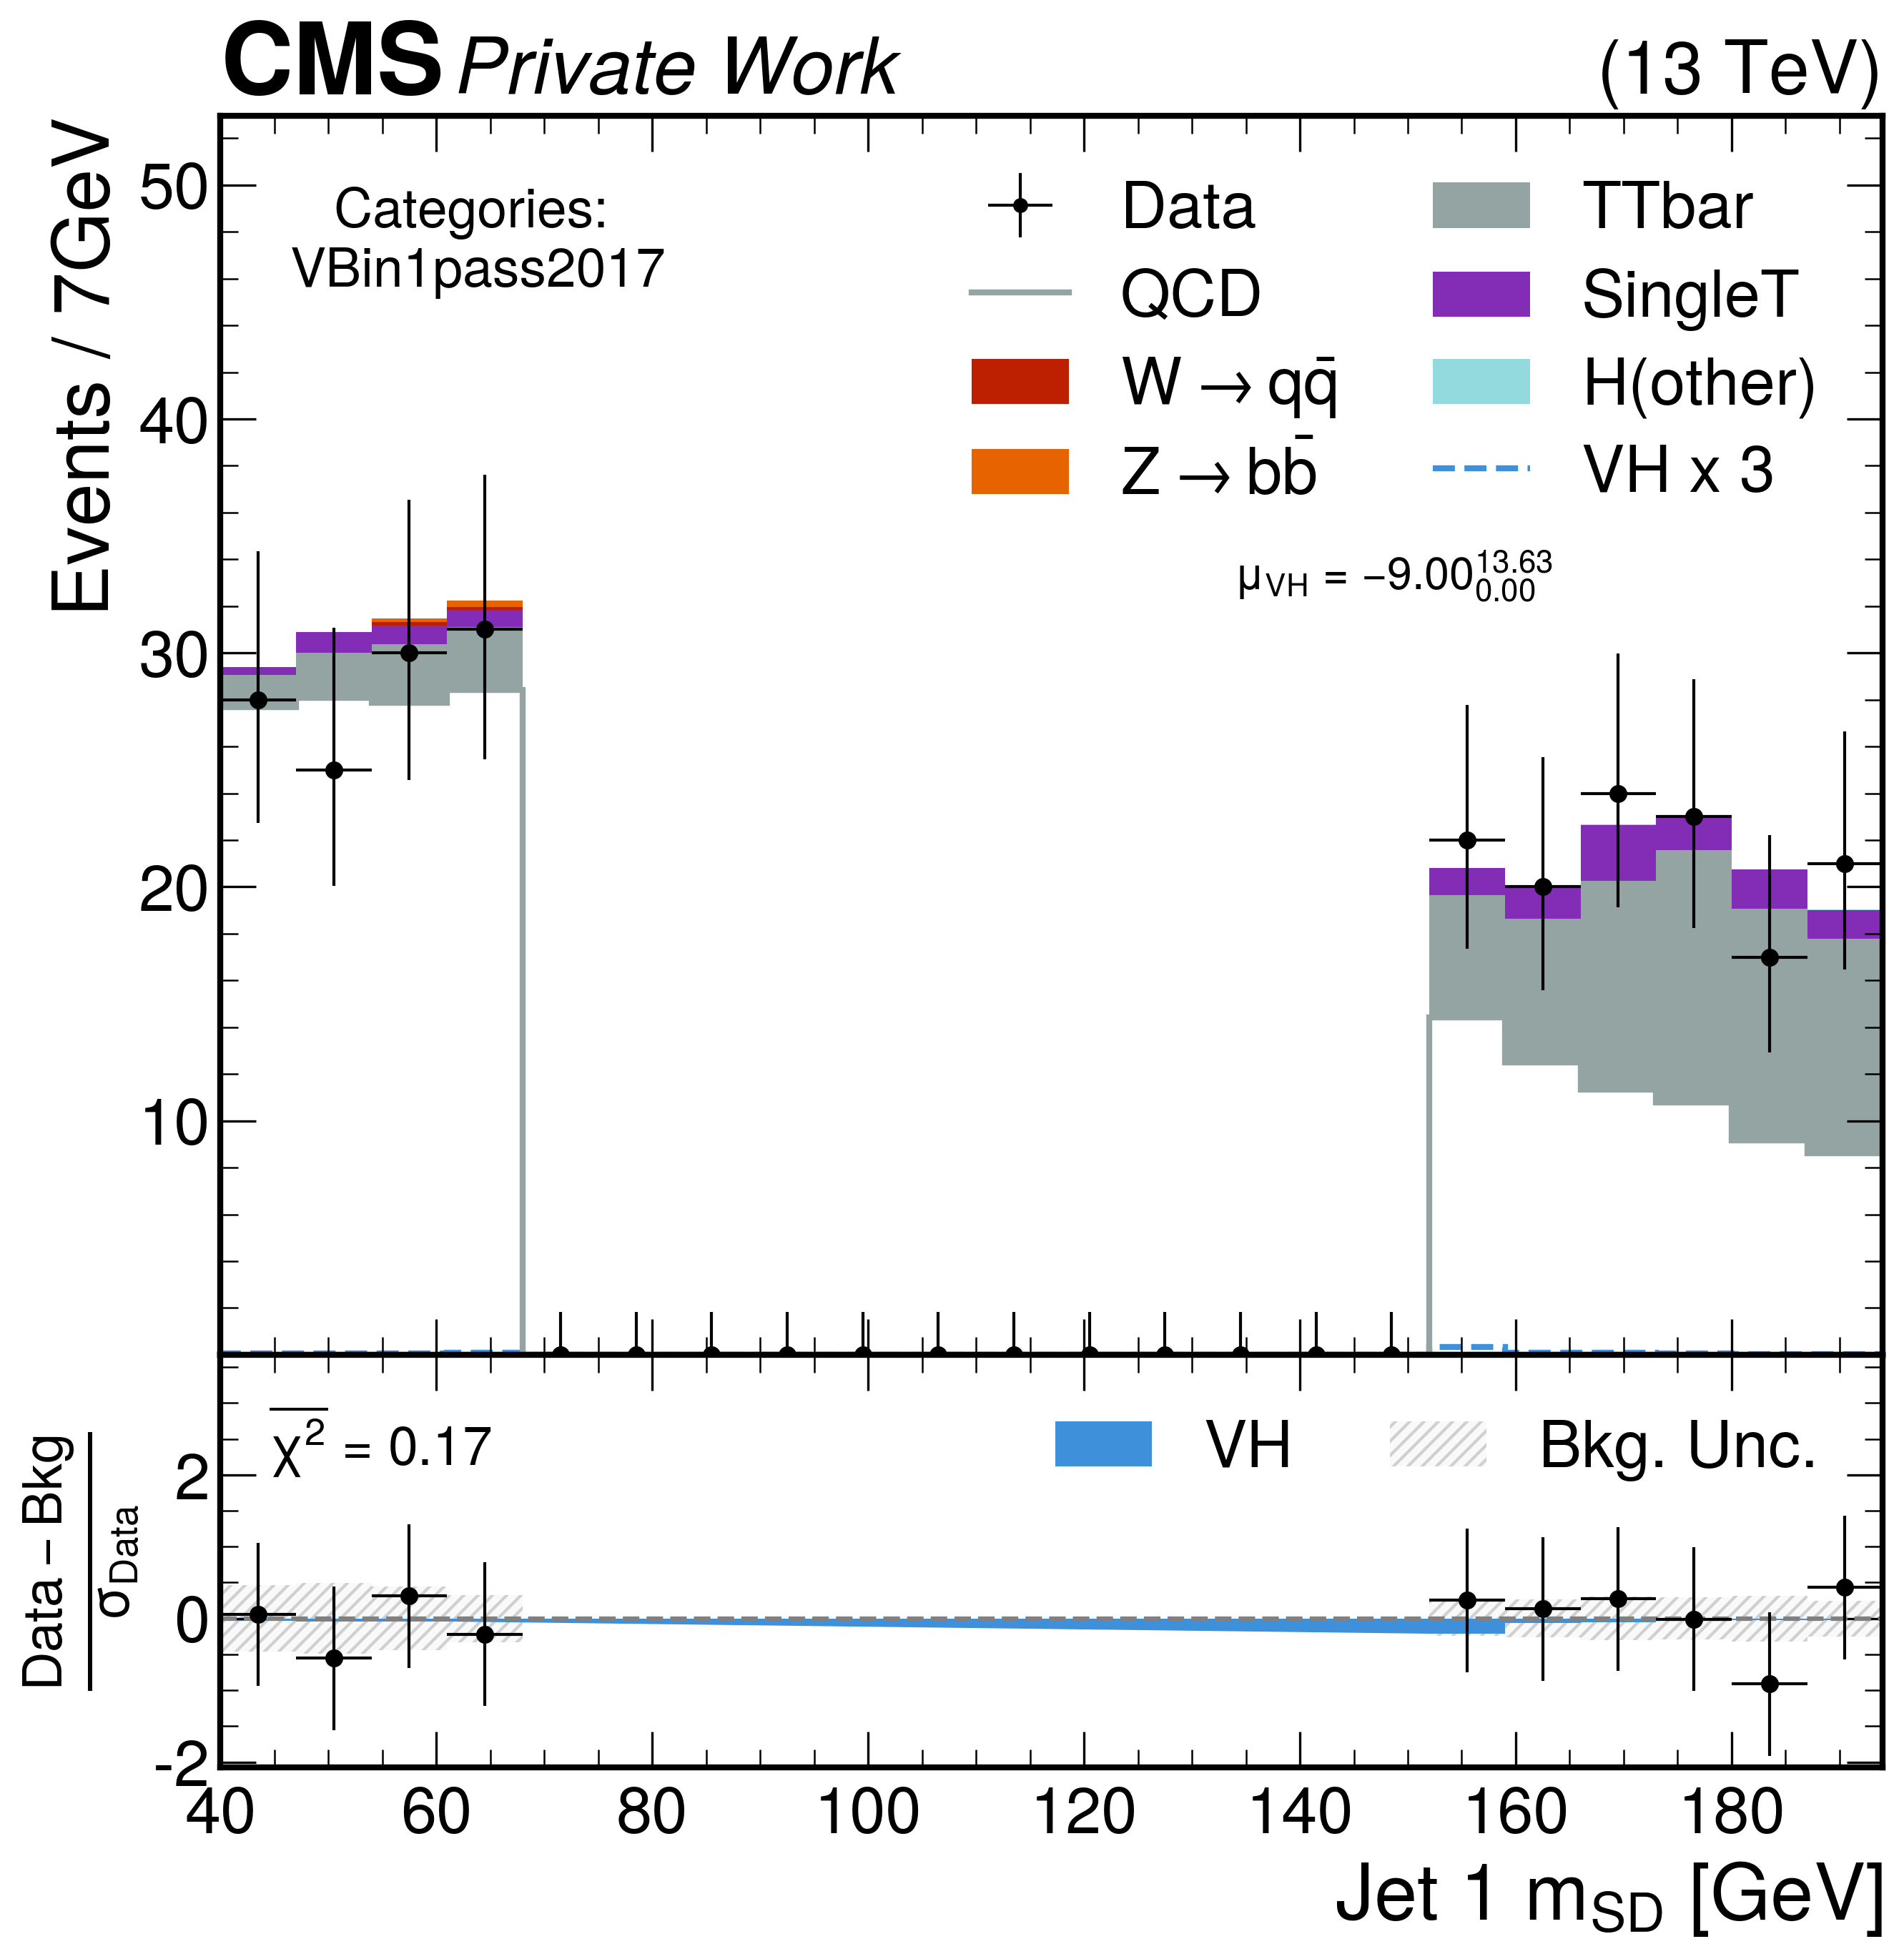 CMS Private Work (13 TeV)
Events / 7GeV
50
40
30
20
10
Categories:
VBin1pass2017
Data
QCD
W → qq̄
Z → bb̄
TTbar
SingleT
H(other)
VH x 3
μVH = −9.00 13.63 0.00
Data − Bkg
σData
2
0
-2
χ² = 0.17
VH
Bkg. Unc.
40 60 80 100 120 140 160 180
Jet 1 mSD [GeV]